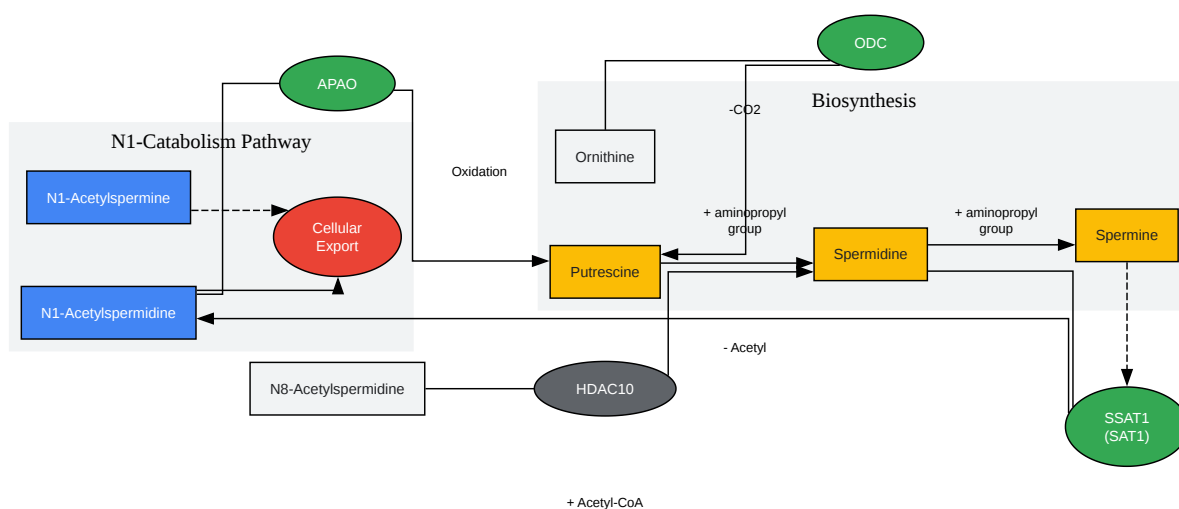 ODC
APAO
Biosynthesis
-CO2
N1-Catabolism Pathway
Ornithine
Oxidation
N1-Acetylspermine
+ aminopropyl
group
+ aminopropyl
group
Cellular
Export
Spermine
Spermidine
Putrescine
N1-Acetylspermidine
- Acetyl
N8-Acetylspermidine
HDAC10
SSAT1
(SAT1)
+ Acetyl-CoA